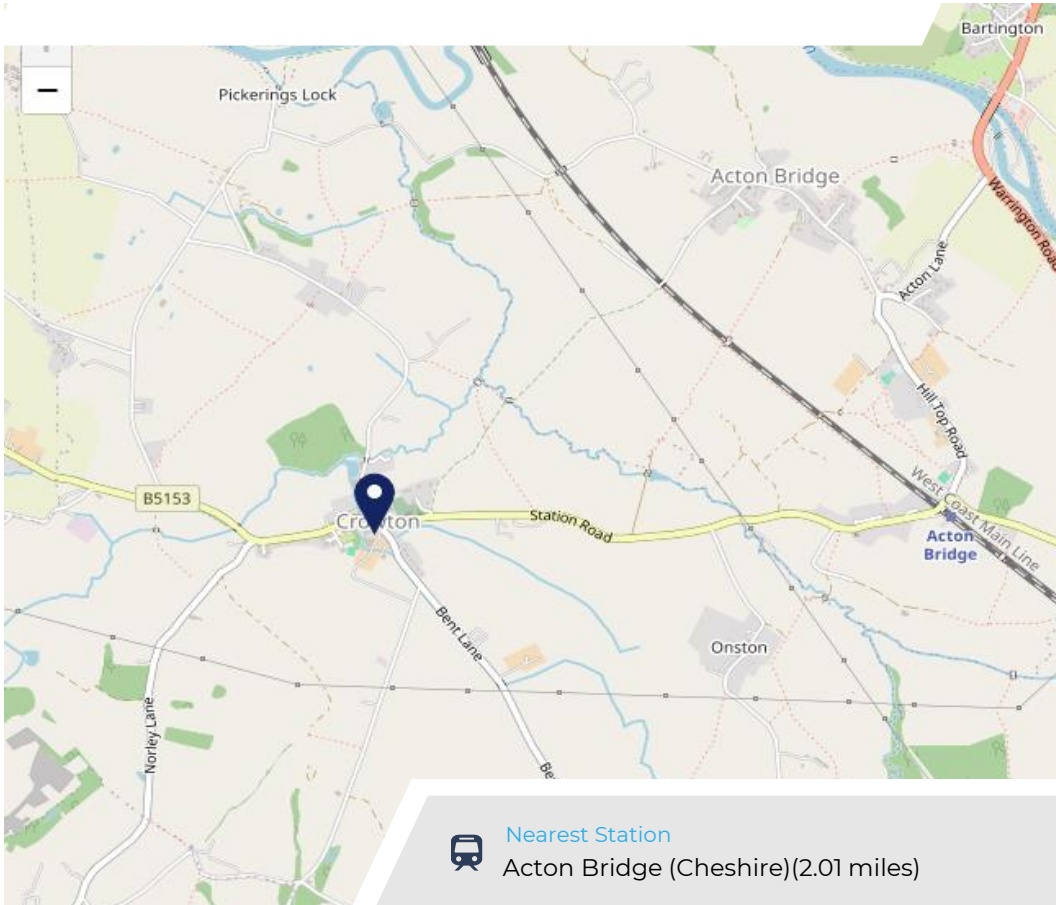 Bartington
−
Pickerings Lock
Acton Bridge
Warrington Road
Acton Lane
Hill Top Road
B5153
West Coast Main Line
Crowton
Station Road
Acton
Bridge
Bent Lane
Onston
Norley Lane
Nearest Station
Acton Bridge (Cheshire)(2.01 miles)